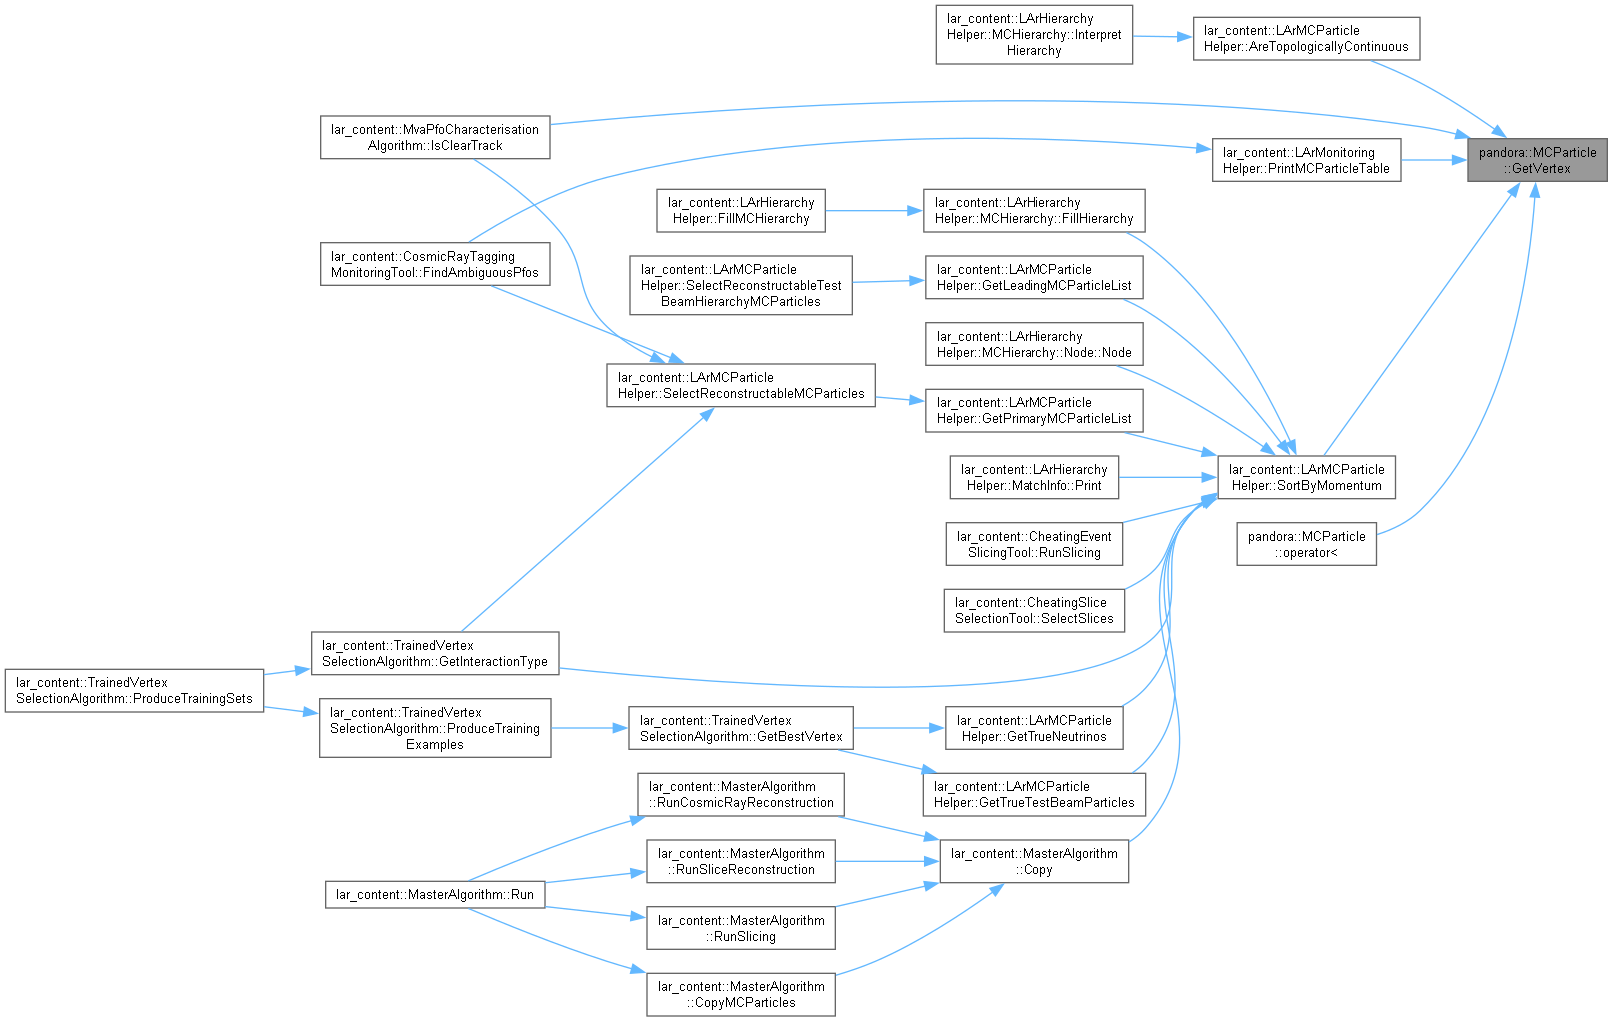 lar_content::LArHierarchy
Helper::MCHierarchy::Interpret
Hierarchy
lar_content::LArMCParticle
Helper::AreTopologicallyContinuous
lar_content::MvaPfoCharacterisation
Algorithm::IsClearTrack
lar_content::LArMonitoring
Helper::PrintMCParticleTable
pandora::MCParticle
::GetVertex
lar_content::LArHierarchy
Helper::FillMCHierarchy
lar_content::LArHierarchy
Helper::MCHierarchy::FillHierarchy
lar_content::CosmicRayTagging
MonitoringTool::FindAmbiguousPfos
lar_content::LArMCParticle
Helper::SelectReconstructableTest
BeamHierarchyMCParticles
lar_content::LArMCParticle
Helper::GetLeadingMCParticleList
lar_content::LArHierarchy
Helper::MCHierarchy::Node::Node
lar_content::LArMCParticle
Helper::SelectReconstructableMCParticles
lar_content::LArMCParticle
Helper::GetPrimaryMCParticleList
lar_content::LArHierarchy
Helper::MatchInfo::Print
lar_content::LArMCParticle
Helper::SortByMomentum
lar_content::CheatingEvent
SlicingTool::RunSlicing
pandora::MCParticle
::operator<
lar_content::CheatingSlice
SelectionTool::SelectSlices
lar_content::TrainedVertex
SelectionAlgorithm::GetInteractionType
lar_content::TrainedVertex
SelectionAlgorithm::ProduceTrainingSets
lar_content::TrainedVertex
SelectionAlgorithm::ProduceTraining
Examples
lar_content::TrainedVertex
SelectionAlgorithm::GetBestVertex
lar_content::LArMCParticle
Helper::GetTrueNeutrinos
lar_content::LArMCParticle
Helper::GetTrueTestBeamParticles
lar_content::MasterAlgorithm
::RunCosmicRayReconstruction
lar_content::MasterAlgorithm
::RunSliceReconstruction
lar_content::MasterAlgorithm
::Copy
lar_content::MasterAlgorithm::Run
lar_content::MasterAlgorithm
::RunSlicing
lar_content::MasterAlgorithm
::CopyMCParticles